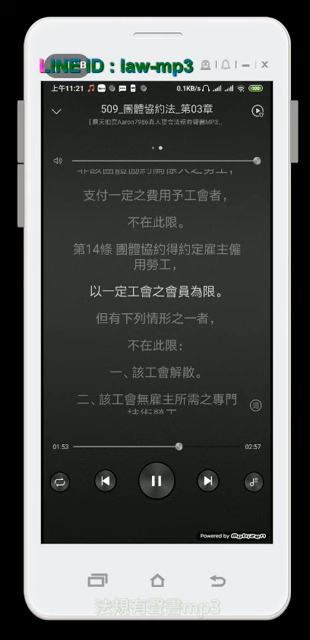 LINE ID : law-mp3
上午11:21
0.1KB/s
509_團體協約法_第03章
支付一定之費用予工會者，
不在此限。
第14條 團體協約得約定雇主僱
用勞工，
以一定工會之會員為限。
但有下列情形之一者，
不在此限：
一、該工會解散。
二、該工會無雇主所需之專門
詞
01:53
02:57
Powered by
法規有聲書mp3